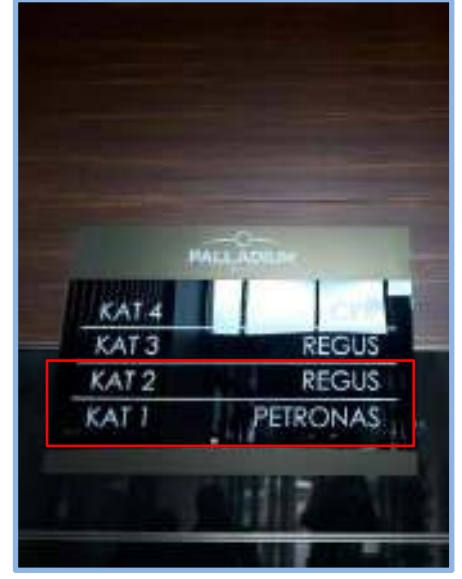 PALLADIUM
KAT 4
KAT 3 REGUS
KAT 2 REGUS
KAT 1 PETRONAS